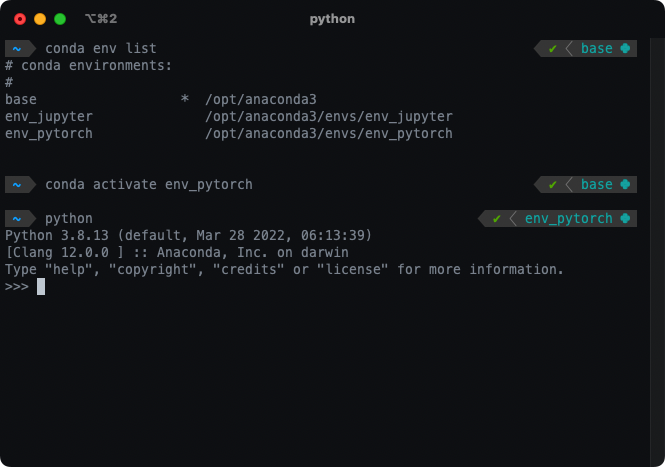 ⌥⌘2 python
~ conda env list ✔ base
# conda environments:
#
base * /opt/anaconda3
env_jupyter /opt/anaconda3/envs/env_jupyter
env_pytorch /opt/anaconda3/envs/env_pytorch
~ conda activate env_pytorch ✔ base
~ python ✔ env_pytorch
Python 3.8.13 (default, Mar 28 2022, 06:13:39)
[Clang 12.0.0 ] :: Anaconda, Inc. on darwin
Type "help", "copyright", "credits" or "license" for more information.
>>>